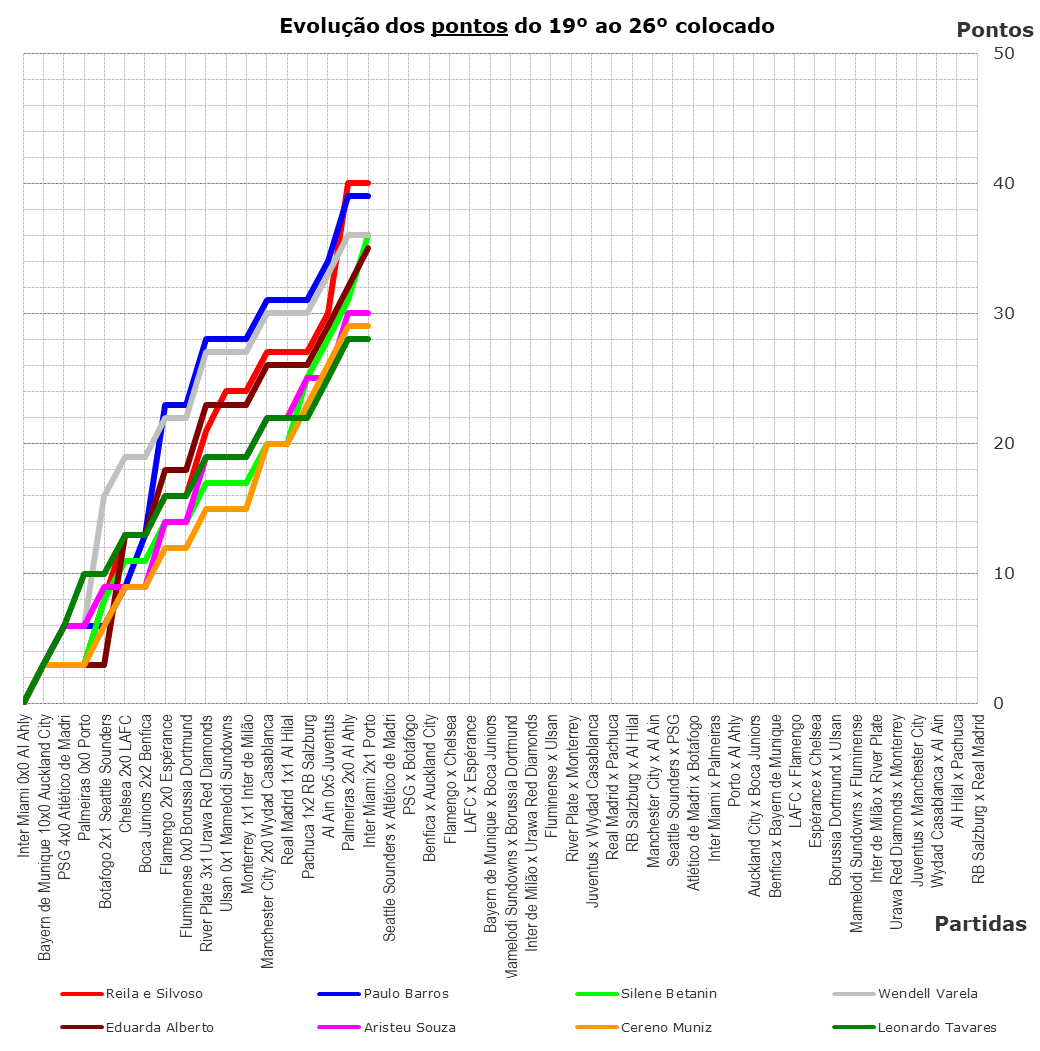 Evolução dos pontos do 19º ao 26º colocado
Pontos
50
40
30
20
10
0
Inter Miami 0x0 Al Ahly
Bayern de Munique 10x0 Auckland City
PSG 4x0 Atlético de Madri
Palmeiras 0x0 Porto
Botafogo 2x1 Seattle Sounders
Chelsea 2x0 LAFC
Boca Juniors 2x2 Benfica
Flamengo 2x0 Espérance
Fluminense 0x0 Borussia Dortmund
River Plate 3x1 Urawa Red Diamonds
Ulsan 0x1 Mamelodi Sundowns
Monterrey 1x1 Inter de Milão
Manchester City 2x0 Wydad Casablanca
Real Madrid 1x1 Al Hilal
Pachuca 1x2 RB Salzburg
Al Ain 0x5 Juventus
Palmeiras 2x0 Al Ahly
Inter Miami 2x1 Porto
Seattle Sounders x Atlético de Madri
PSG x Botafogo
Benfica x Auckland City
Flamengo x Chelsea
LAFC x Espérance
Bayern de Munique x Boca Juniors
Mamelodi Sundowns x Borussia Dortmund
Inter de Milão x Urawa Red Diamonds
Fluminense x Ulsan
River Plate x Monterrey
Juventus x Wydad Casablanca
Real Madrid x Pachuca
RB Salzburg x Al Hilal
Manchester City x Al Ain
Seattle Sounders x PSG
Atlético de Madri x Botafogo
Inter Miami x Palmeiras
Porto x Al Ahly
Auckland City x Boca Juniors
Benfica x Bayern de Munique
LAFC x Flamengo
Espérance x Chelsea
Borussia Dortmund x Ulsan
Mamelodi Sundowns x Fluminense
Inter de Milão x River Plate
Urawa Red Diamonds x Monterrey
Juventus x Manchester City
Wydad Casablanca x Al Ain
Al Hilal x Pachuca
RB Salzburg x Real Madrid
Partidas
Reila e Silvoso
Paulo Barros
Silene Betanin
Wendell Varela
Eduarda Alberto
Aristeu Souza
Cereno Muniz
Leonardo Tavares